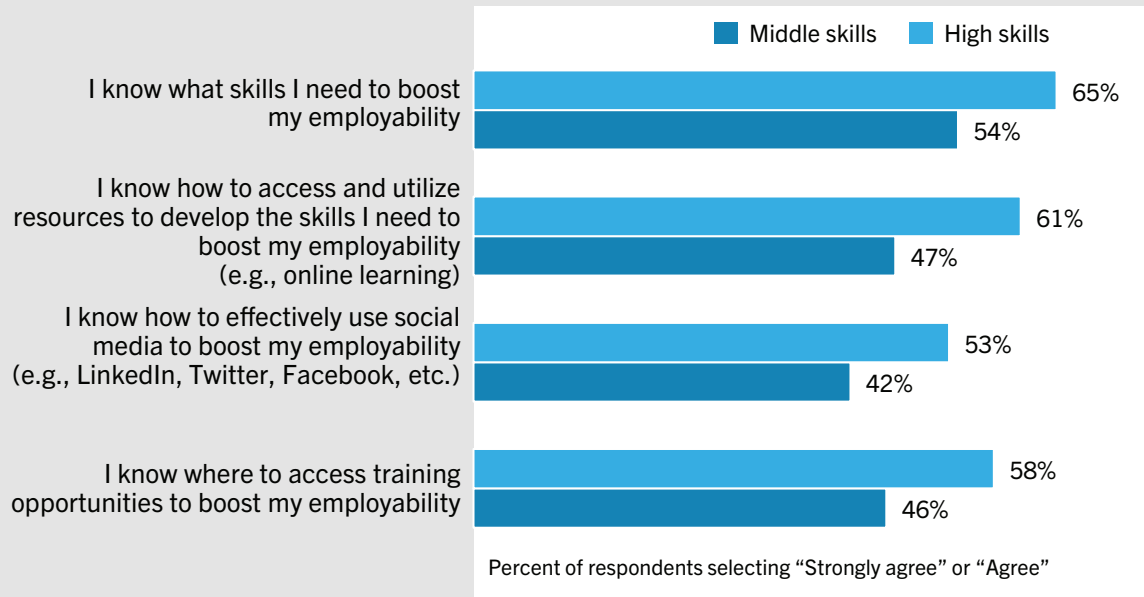 Middle skills
High skills
I know what skills I need to boost
my employability
65%
54%
I know how to access and utilize
resources to develop the skills I need to
boost my employability
(e.g., online learning)
61%
47%
I know how to effectively use social
media to boost my employability
(e.g., LinkedIn, Twitter, Facebook, etc.)
53%
42%
I know where to access training
opportunities to boost my employability
58%
46%
Percent of respondents selecting “Strongly agree” or “Agree”